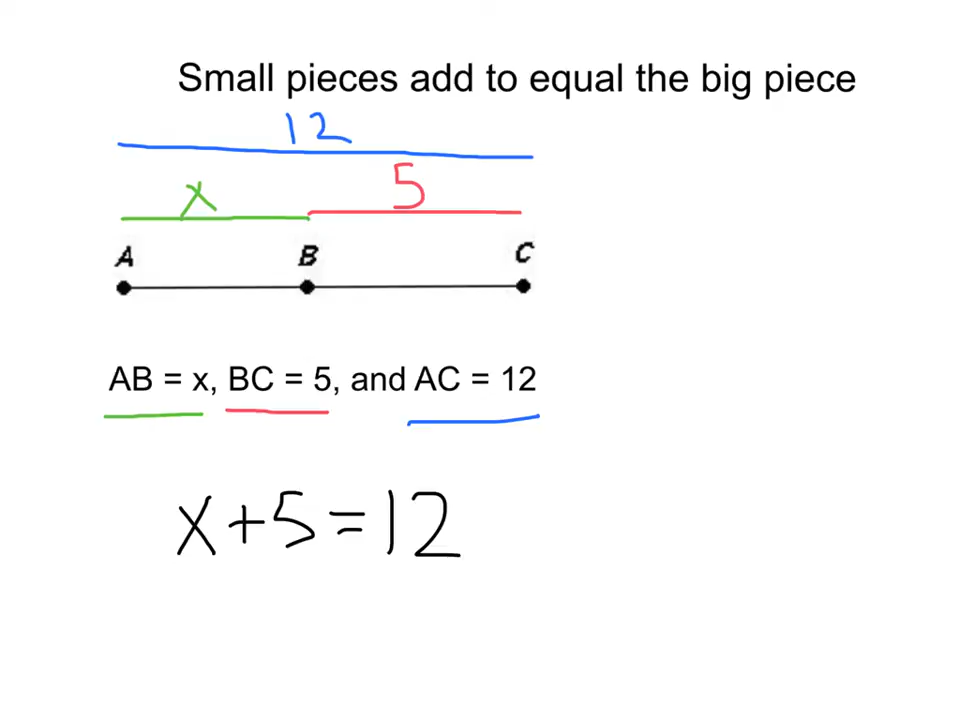 Small pieces add to equal the big piece
12
x 5
A B C
AB = x, BC = 5, and AC = 12
x+5=12